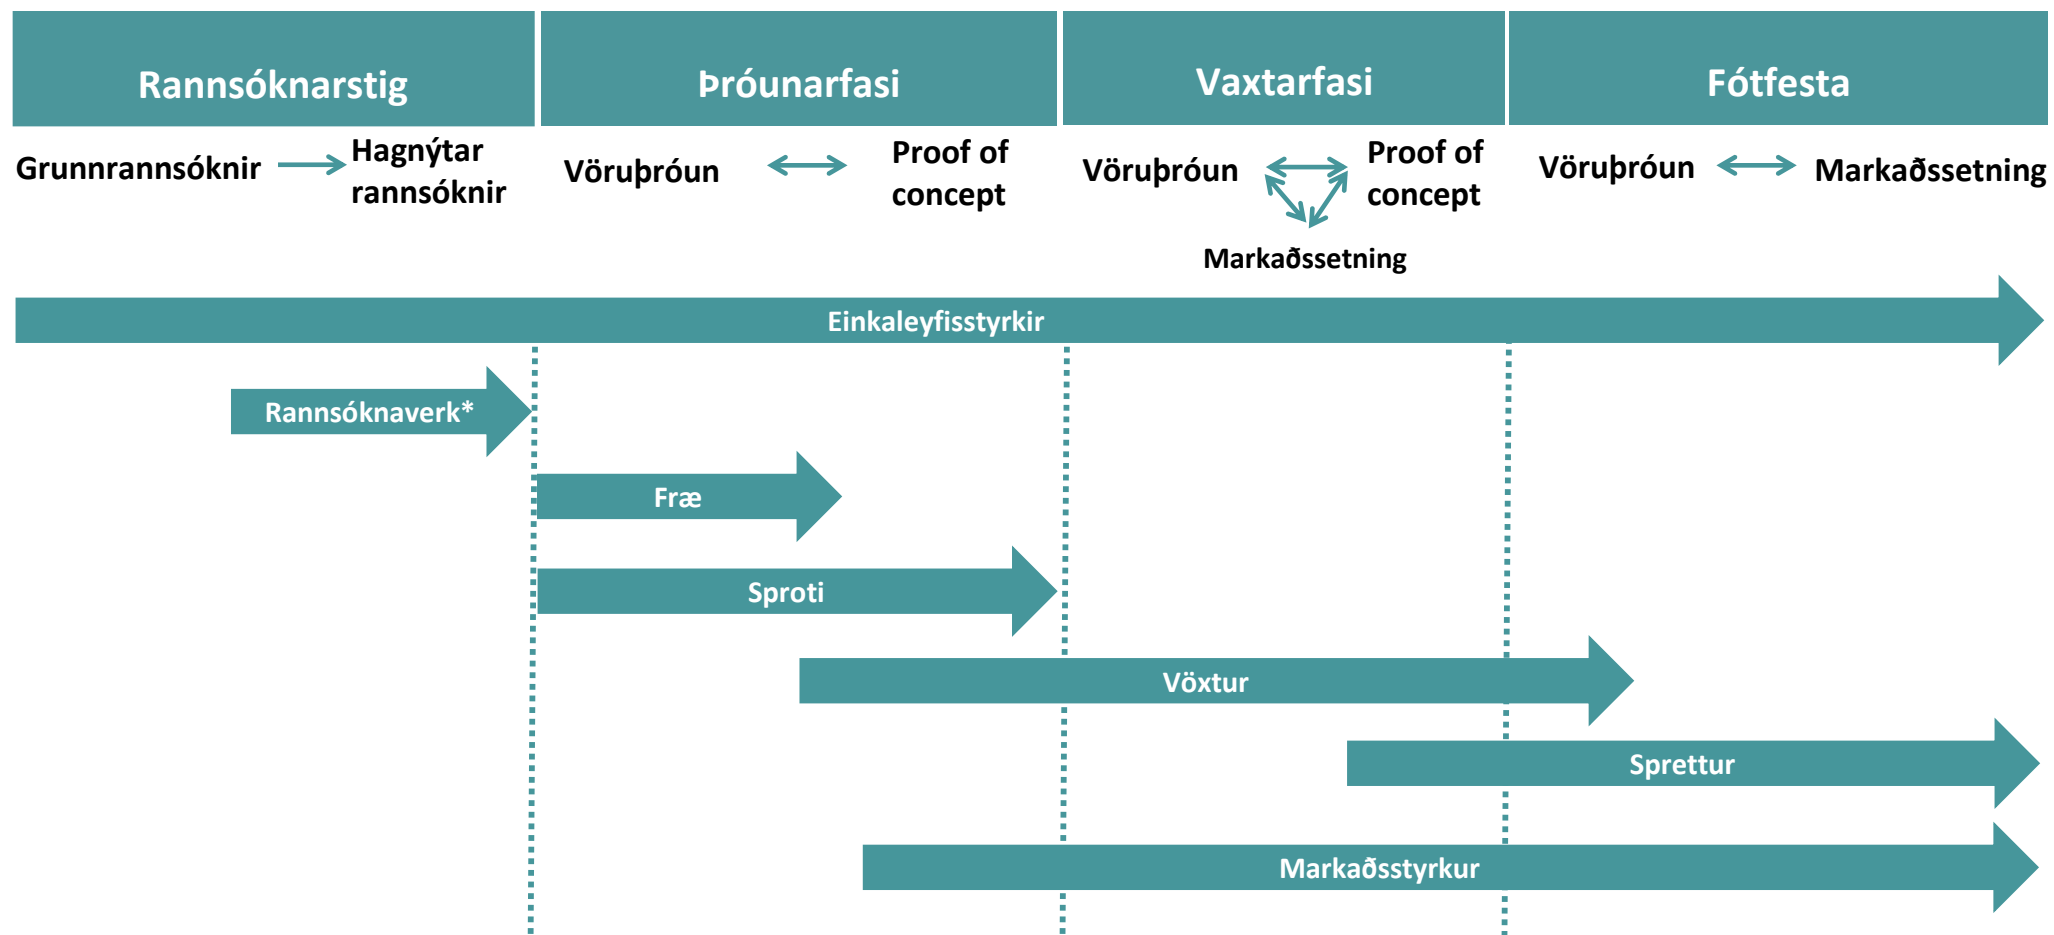 Rannsóknarstig
Þróunarfasi
Vaxtarfasi
Fótfesta
Grunnrannsóknir
Hagnýtar
rannsóknir
Vöruþróun
Proof of
concept
Vöruþróun
Proof of
concept
Markaðssetning
Vöruþróun
Markaðssetning
Einkaleyfisstyrkir
Rannsóknaverk*
Fræ
Sproti
Vöxtur
Sprettur
Markaðsstyrkur